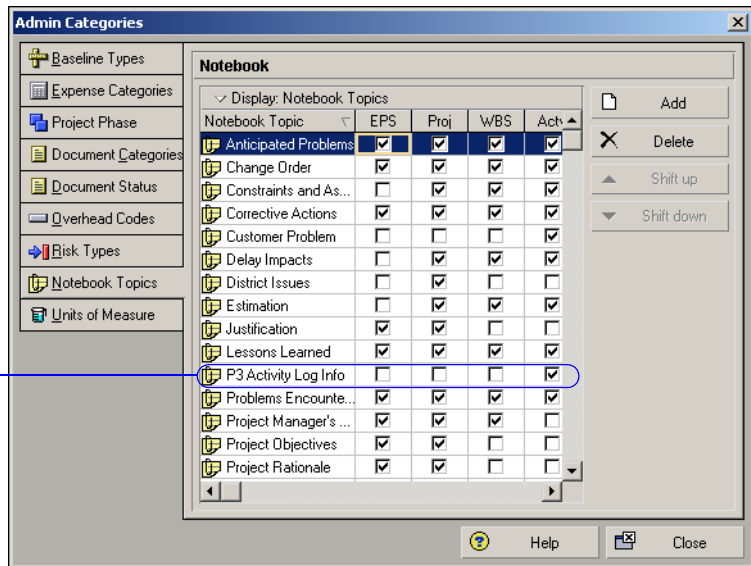 Admin Categories
Baseline Types
Expense Categories
Project Phase
Document Categories
Document Status
Overhead Codes
Risk Types
Notebook Topics
Units of Measure
Notebook
Display: Notebook Topics
Notebook Topic EPS Proj WBS Actv
Anticipated Problems
Change Order
Constraints and As...
Corrective Actions
Customer Problem
Delay Impacts
District Issues
Estimation
Justification
Lessons Learned
P3 Activity Log Info
Problems Encounte...
Project Manager's ...
Project Objectives
Project Rationale
Add
Delete
Shift up
Shift down
Help
Close